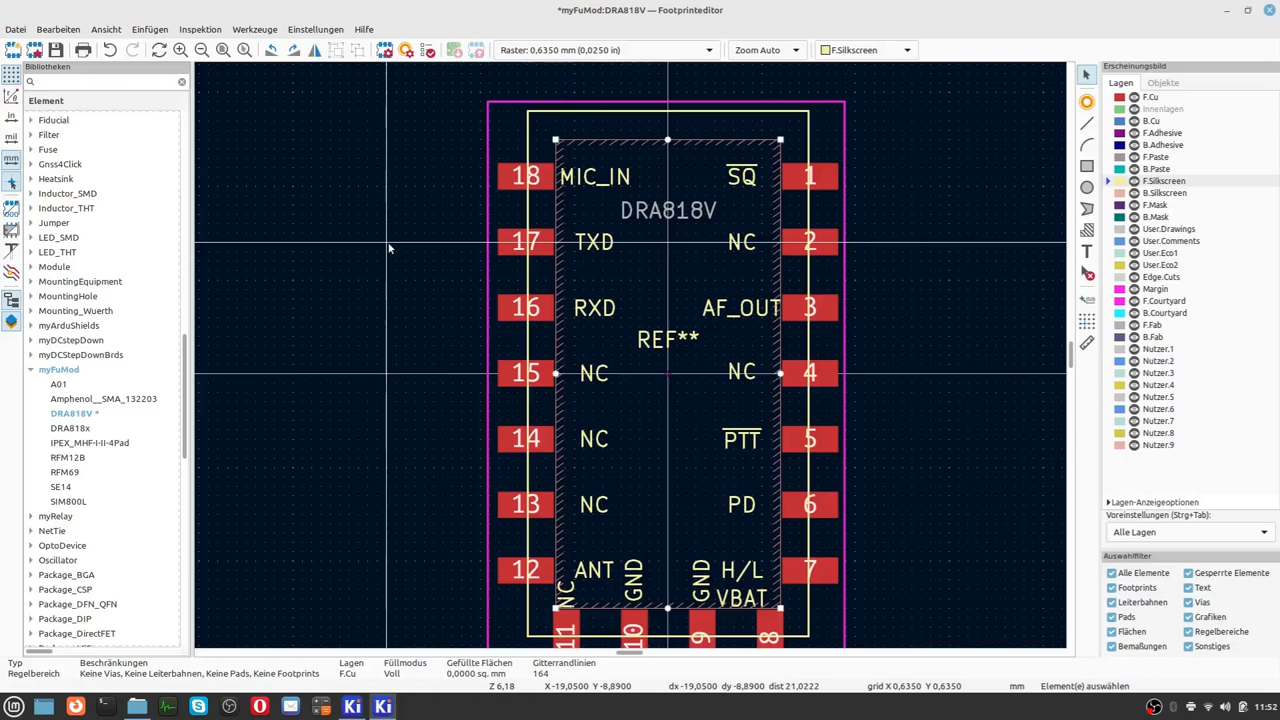 *myFuMod:DRA818V — Footprinteditor
Datei Bearbeiten Ansicht Einfügen Inspektion Werkzeuge Einstellungen Hilfe
Raster: 0,6350 mm (0,0250 in) Zoom Auto F.Silkscreen
Bibliotheken
Element
Fiducial
Filter
Fuse
Gnss4Click
Heatsink
Inductor_SMD
Inductor_THT
Jumper
LED_SMD
LED_THT
Module
MountingEquipment
MountingHole
Mounting_Wuerth
myArduShields
myDCstepDown
myDCStepDownBrds
myFuMod
A01
Amphenol__SMA_132203
DRA818V *
DRA818x
IPEX_MHF-I-II-4Pad
RFM12B
RFM69
SE14
SIM800L
myRelay
NetTie
OptoDevice
Oscillator
Package_BGA
Package_CSP
Package_DFN_QFN
Package_DIP
Package_DirectFET
in
mil
mm
18 MIC_IN SQ 1
DRA818V
17 TXD NC 2
16 RXD AF_OUT 3
REF**
15 NC NC 4
14 NC PTT 5
13 NC PD 6
12 ANT GND GND H/L 7
NC VBAT
11 10 9 8
Erscheinungsbild
Lagen Objekte
F.Cu
Innenlagen
B.Cu
F.Adhesive
B.Adhesive
F.Paste
B.Paste
F.Silkscreen
B.Silkscreen
F.Mask
B.Mask
User.Drawings
User.Comments
User.Eco1
User.Eco2
Edge.Cuts
Margin
F.Courtyard
B.Courtyard
F.Fab
B.Fab
Nutzer.1
Nutzer.2
Nutzer.3
Nutzer.4
Nutzer.5
Nutzer.6
Nutzer.7
Nutzer.8
Nutzer.9
Lagen-Anzeigeoptionen
Voreinstellungen (Strg+Tab):
Alle Lagen
Auswahlfilter
Alle Elemente Gesperrte Elemente
Footprints Text
Leiterbahnen Vias
Pads Grafiken
Flächen Regelbereiche
Bemaßungen Sonstiges
Typ Beschränkungen Lagen Füllmodus Gefüllte Flächen Gitterrandlinien
Regelbereich Keine Vias, Keine Leiterbahnen, Keine Pads, Keine Footprints F.Cu Voll 0,0000 sq. mm 164
Z 6,18 X -19,0500 Y -8,8900 dx -19,0500 dy -8,8900 dist 21,0222 grid X 0,6350 Y 0,6350 mm Element(e) auswählen
11:52